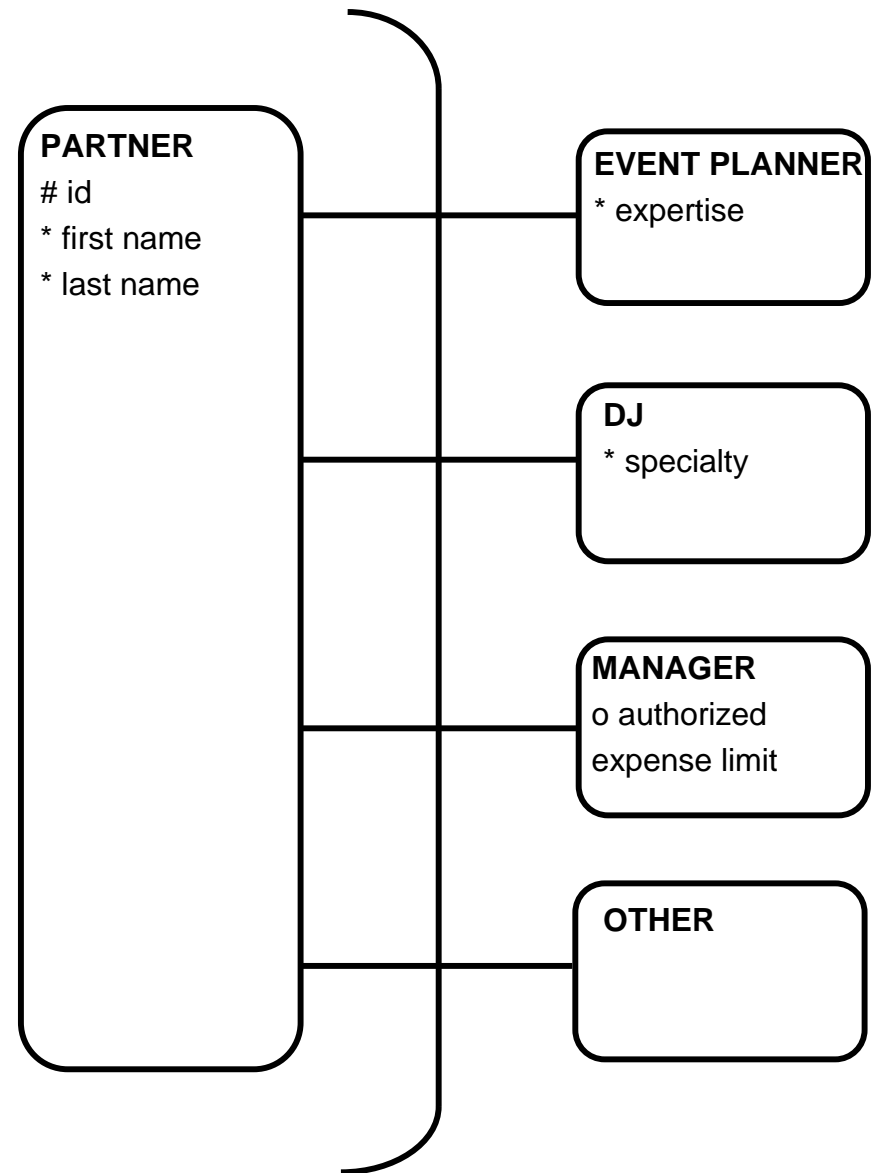 PARTNER
# id
* first name
* last name
EVENT PLANNER
* expertise
DJ
* specialty
MANAGER
o authorized
expense limit
OTHER